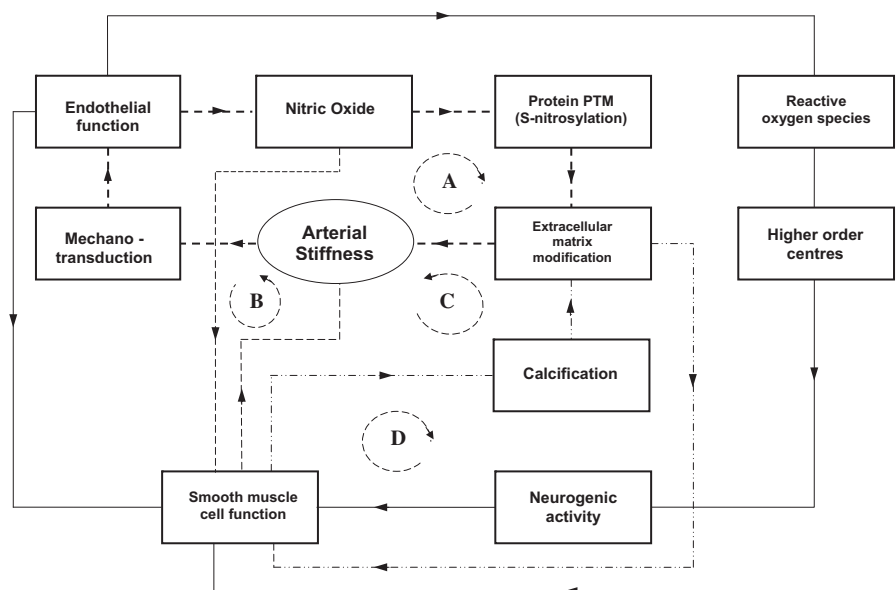 Endothelial
function
Nitric Oxide
Protein PTM
(S-nitrosylation)
Reactive
oxygen species
A
Mechano -
transduction
Arterial
Stiffness
Extracellular
matrix
modification
Higher order
centres
B
C
Calcification
D
Smooth muscle
cell function
Neurogenic
activity